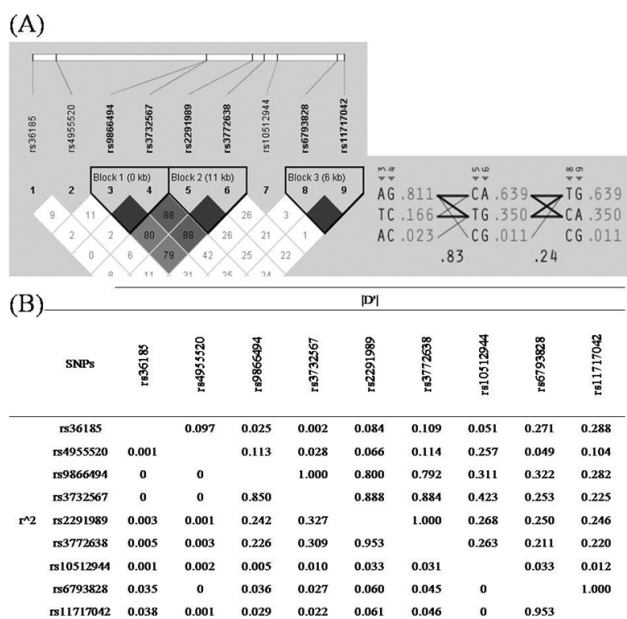 (A)
rs36185 rs4955520 rs9866494 rs3732567 rs2291989 rs3772638 rs10512944 rs6793828 rs11717042
Block 1 (0 kb) Block 2 (11 kb) Block 3 (6 kb)
1 2 3 4 5 6 7 8 9
9 11 88 26 3
2 2 80 88 26 21 1
0 6 79 42 25 22
3 4 5 6 8 9
AG .811 CA .639 TG .639
TC .166 TG .350 CA .350
AC .023 CG .011 CG .011
.83 .24
(B)
|D'|
SNPs rs36185 rs4955520 rs9866494 rs3732567 rs2291989 rs3772638 rs10512944 rs6793828 rs11717042
rs36185 0.097 0.025 0.002 0.084 0.109 0.051 0.271 0.288
rs4955520 0.001 0.113 0.028 0.066 0.114 0.257 0.049 0.104
rs9866494 0 0 1.000 0.800 0.792 0.311 0.322 0.282
rs3732567 0 0 0.850 0.888 0.884 0.423 0.253 0.225
r^2 rs2291989 0.003 0.001 0.242 0.327 1.000 0.268 0.250 0.246
rs3772638 0.005 0.003 0.226 0.309 0.953 0.263 0.211 0.220
rs10512944 0.001 0.002 0.005 0.010 0.033 0.031 0.033 0.012
rs6793828 0.035 0 0.036 0.027 0.060 0.045 0 1.000
rs11717042 0.038 0.001 0.029 0.022 0.061 0.046 0 0.953